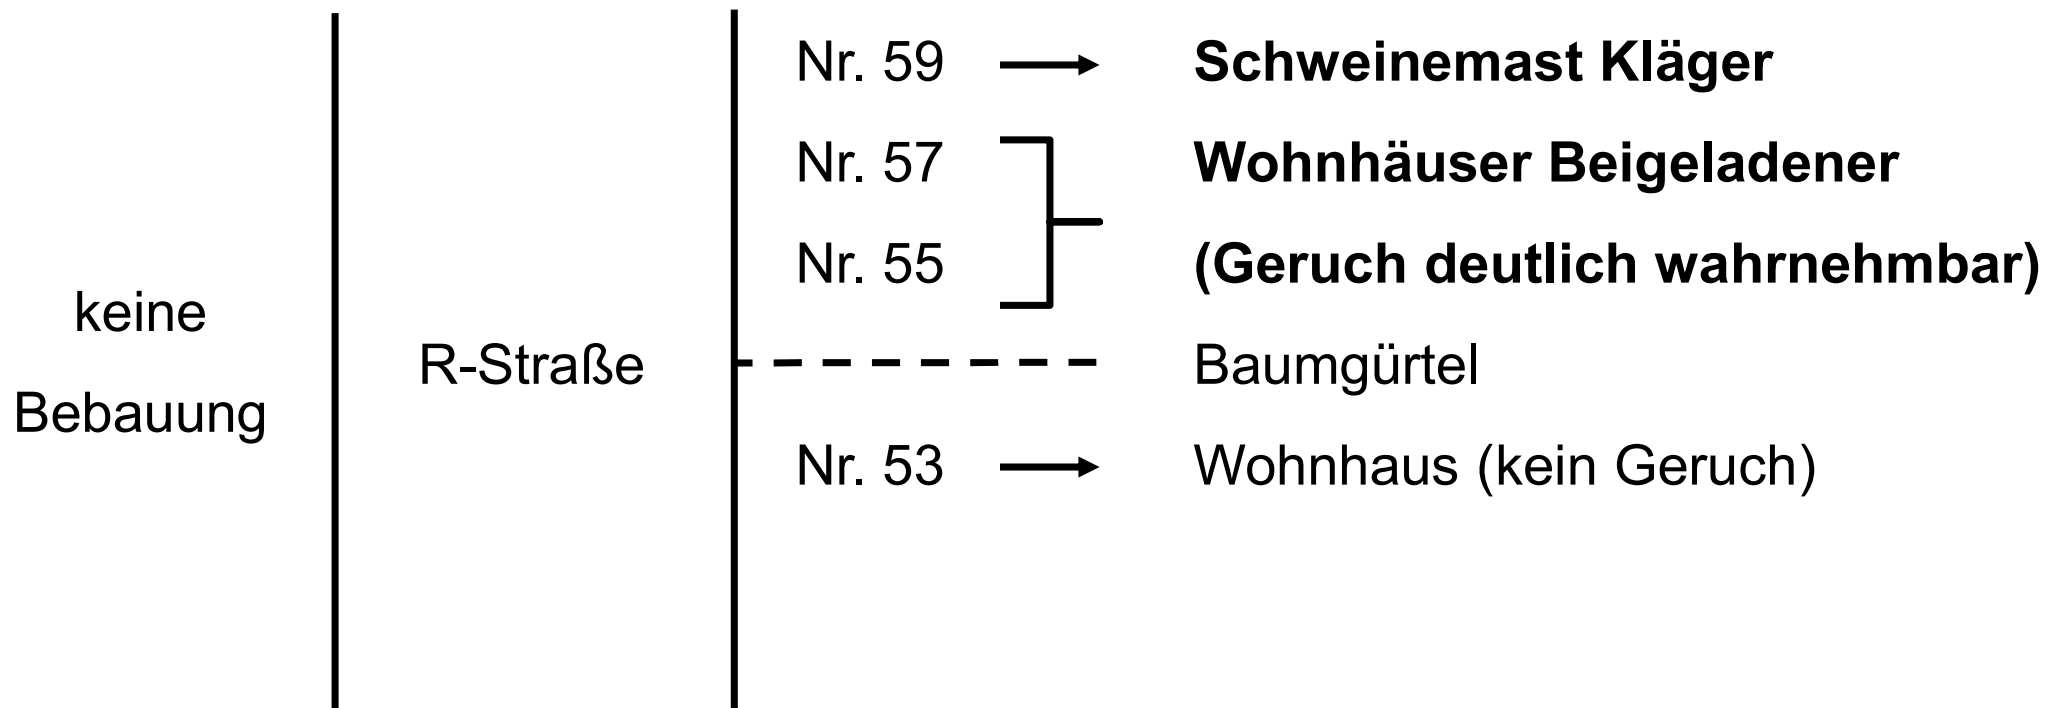 Nr. 59 Schweinemast Kläger
Nr. 57 Wohnhäuser Beigeladener
Nr. 55 (Geruch deutlich wahrnehmbar)
keine
Bebauung
R-Straße
Baumgürtel
Nr. 53 Wohnhaus (kein Geruch)